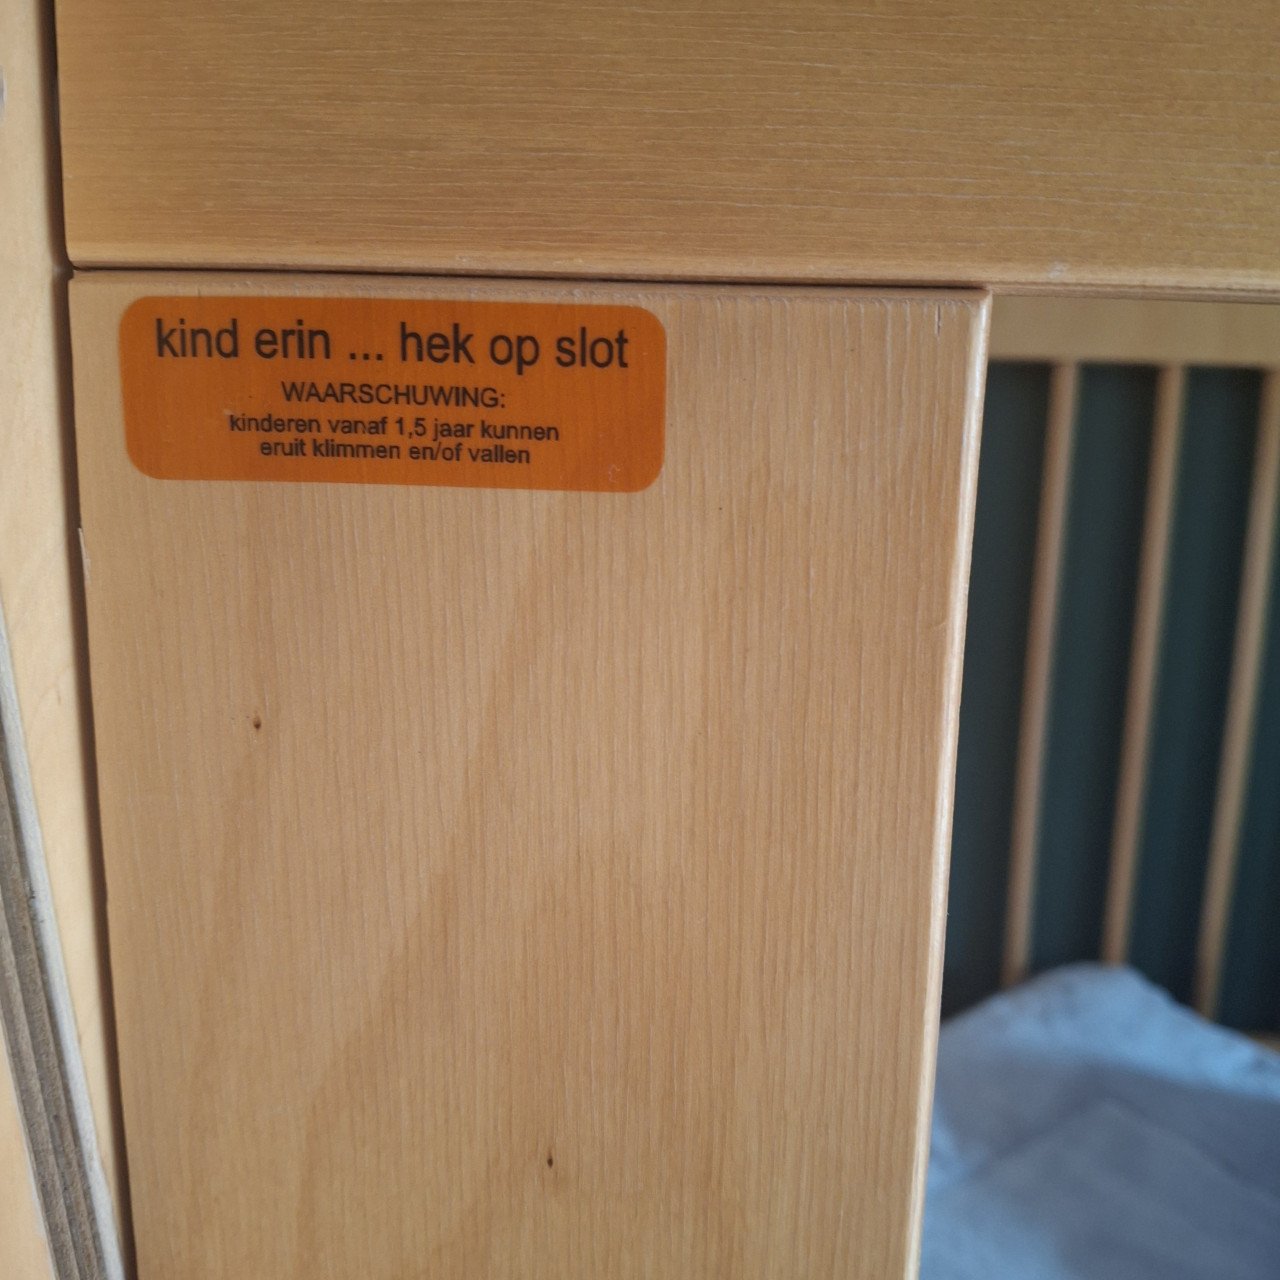 kind erin ... hek op slot
WAARSCHUWING:
kinderen vanaf 1,5 jaar kunnen
eruit klimmen en/of vallen